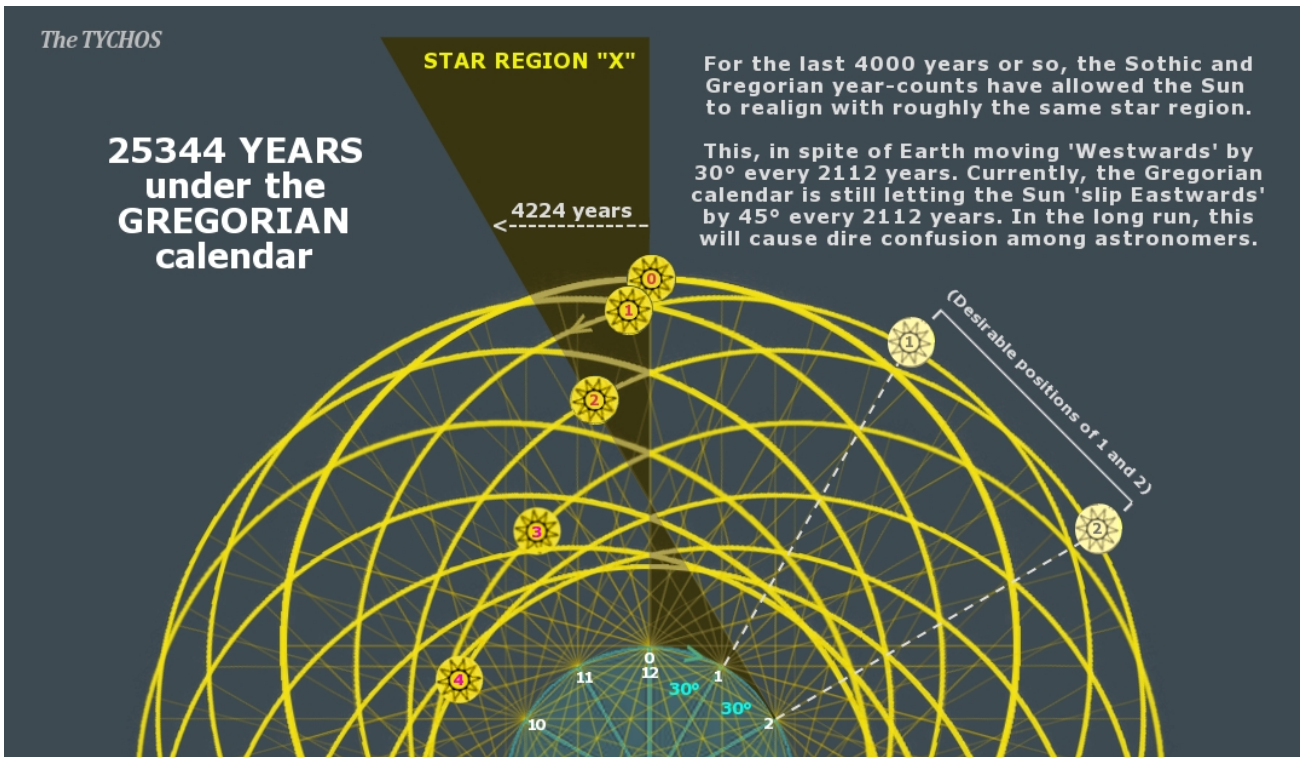 The TYCHOS
STAR REGION "X"
For the last 4000 years or so, the Sothic and
Gregorian year-counts have allowed the Sun
to realign with roughly the same star region.
This, in spite of Earth moving 'Westwards' by
30° every 2112 years. Currently, the Gregorian
calendar is still letting the Sun 'slip Eastwards'
by 45° every 2112 years. In the long run, this
will cause dire confusion among astronomers.
25344 YEARS
under the
GREGORIAN
calendar
4224 years
0
1
2
3
4
(Desirable positions of 1 and 2)
1
2
0
12
11
1
10
2
30°
30°